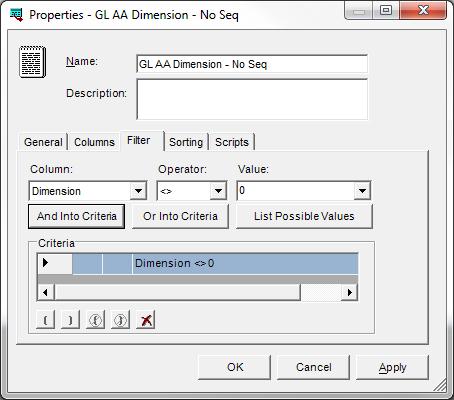 Properties - GL AA Dimension - No Seq
Name: GL AA Dimension - No Seq
Description:
General Columns Filter Sorting Scripts
Column: Operator: Value:
Dimension <> 0
And Into Criteria Or Into Criteria List Possible Values
Criteria
Dimension <> 0
( )
OK Cancel Apply